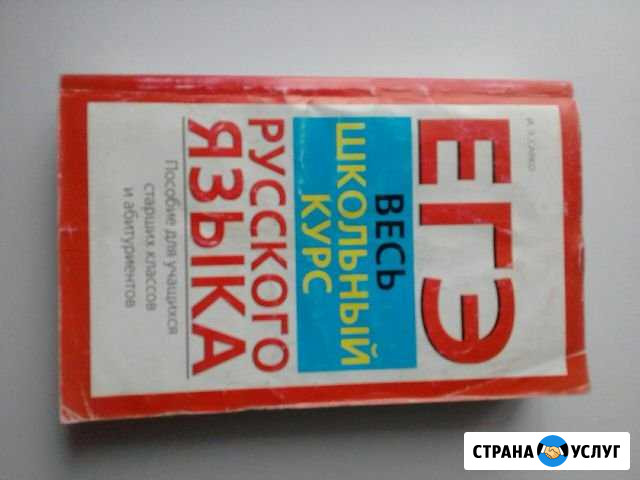 ЕГЭ
ВЕСЬ
ШКОЛЬНЫЙ
КУРС
РУССКОГО
ЯЗЫКА
Пособие для учащихся
старших классов
и абитуриентов
СТРАНА УСЛУГ